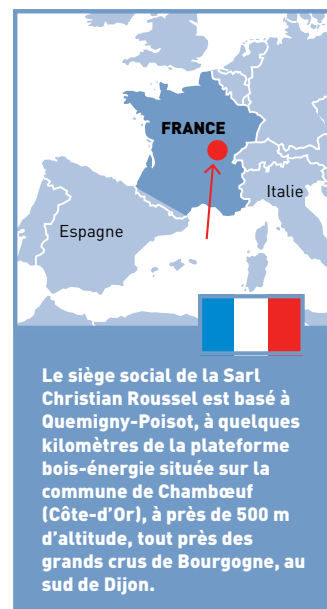 FRANCE
Italie
Espagne
Le siège social de la Sarl
Christian Roussel est basé à
Quemigny-Poisot, à quelques
kilomètres de la plateforme
bois-énergie située sur la
commune de Chambœuf
(Côte-d’Or), à près de 500 m
d’altitude, tout près des
grands crus de Bourgogne, au
sud de Dijon.